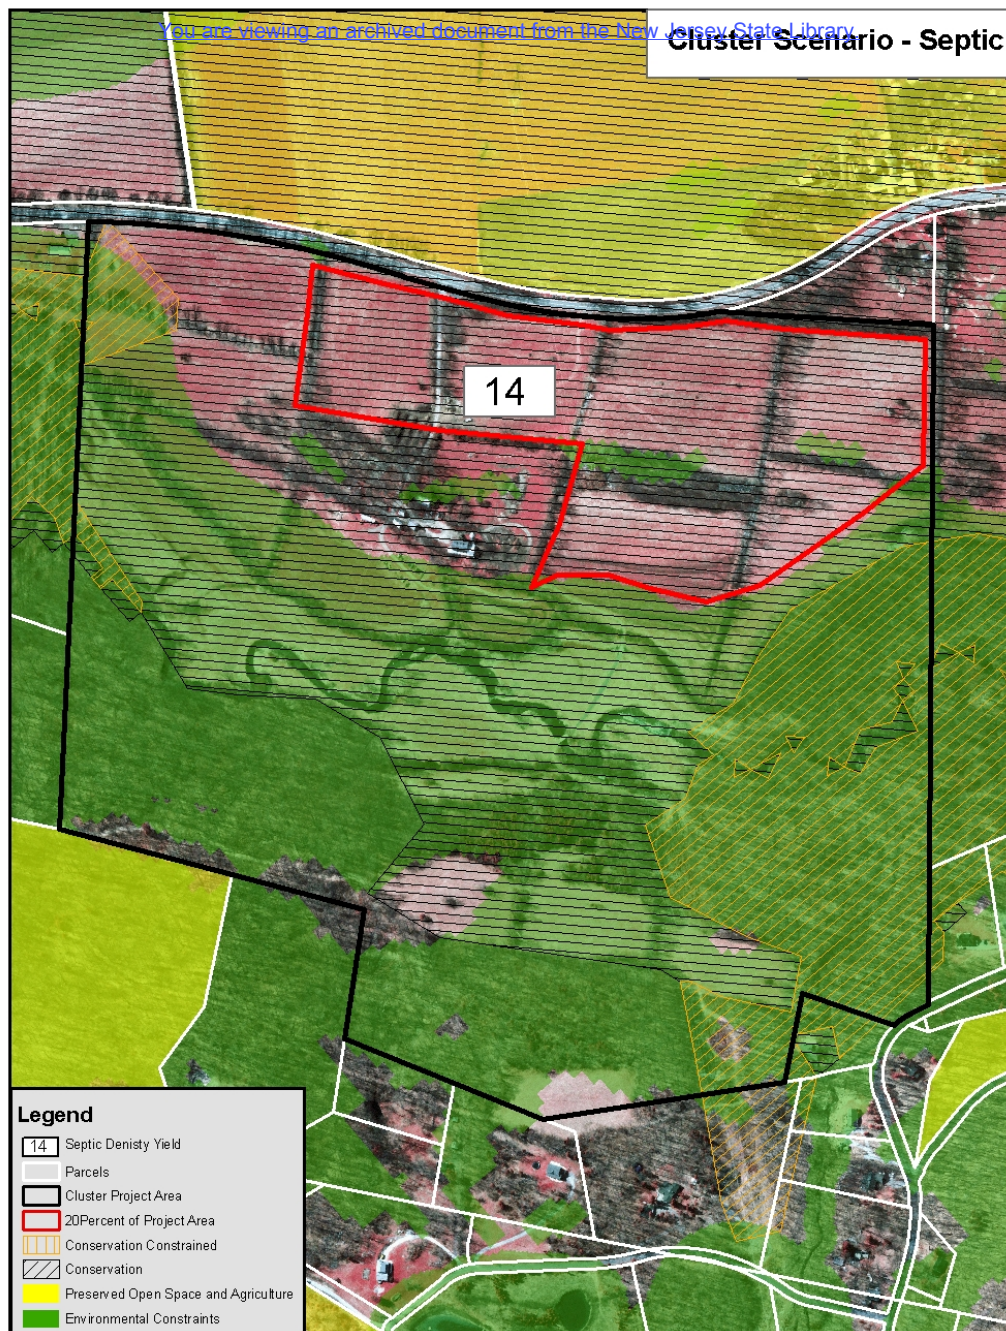 You are viewing an archived document from the New Jersey State Library.
Cluster Scenario - Septic
14
Legend
14 Septic Denisty Yield
Parcels
Cluster Project Area
20Percent of Project Area
Conservation Constrained
Conservation
Preserved Open Space and Agriculture
Environmental Constraints